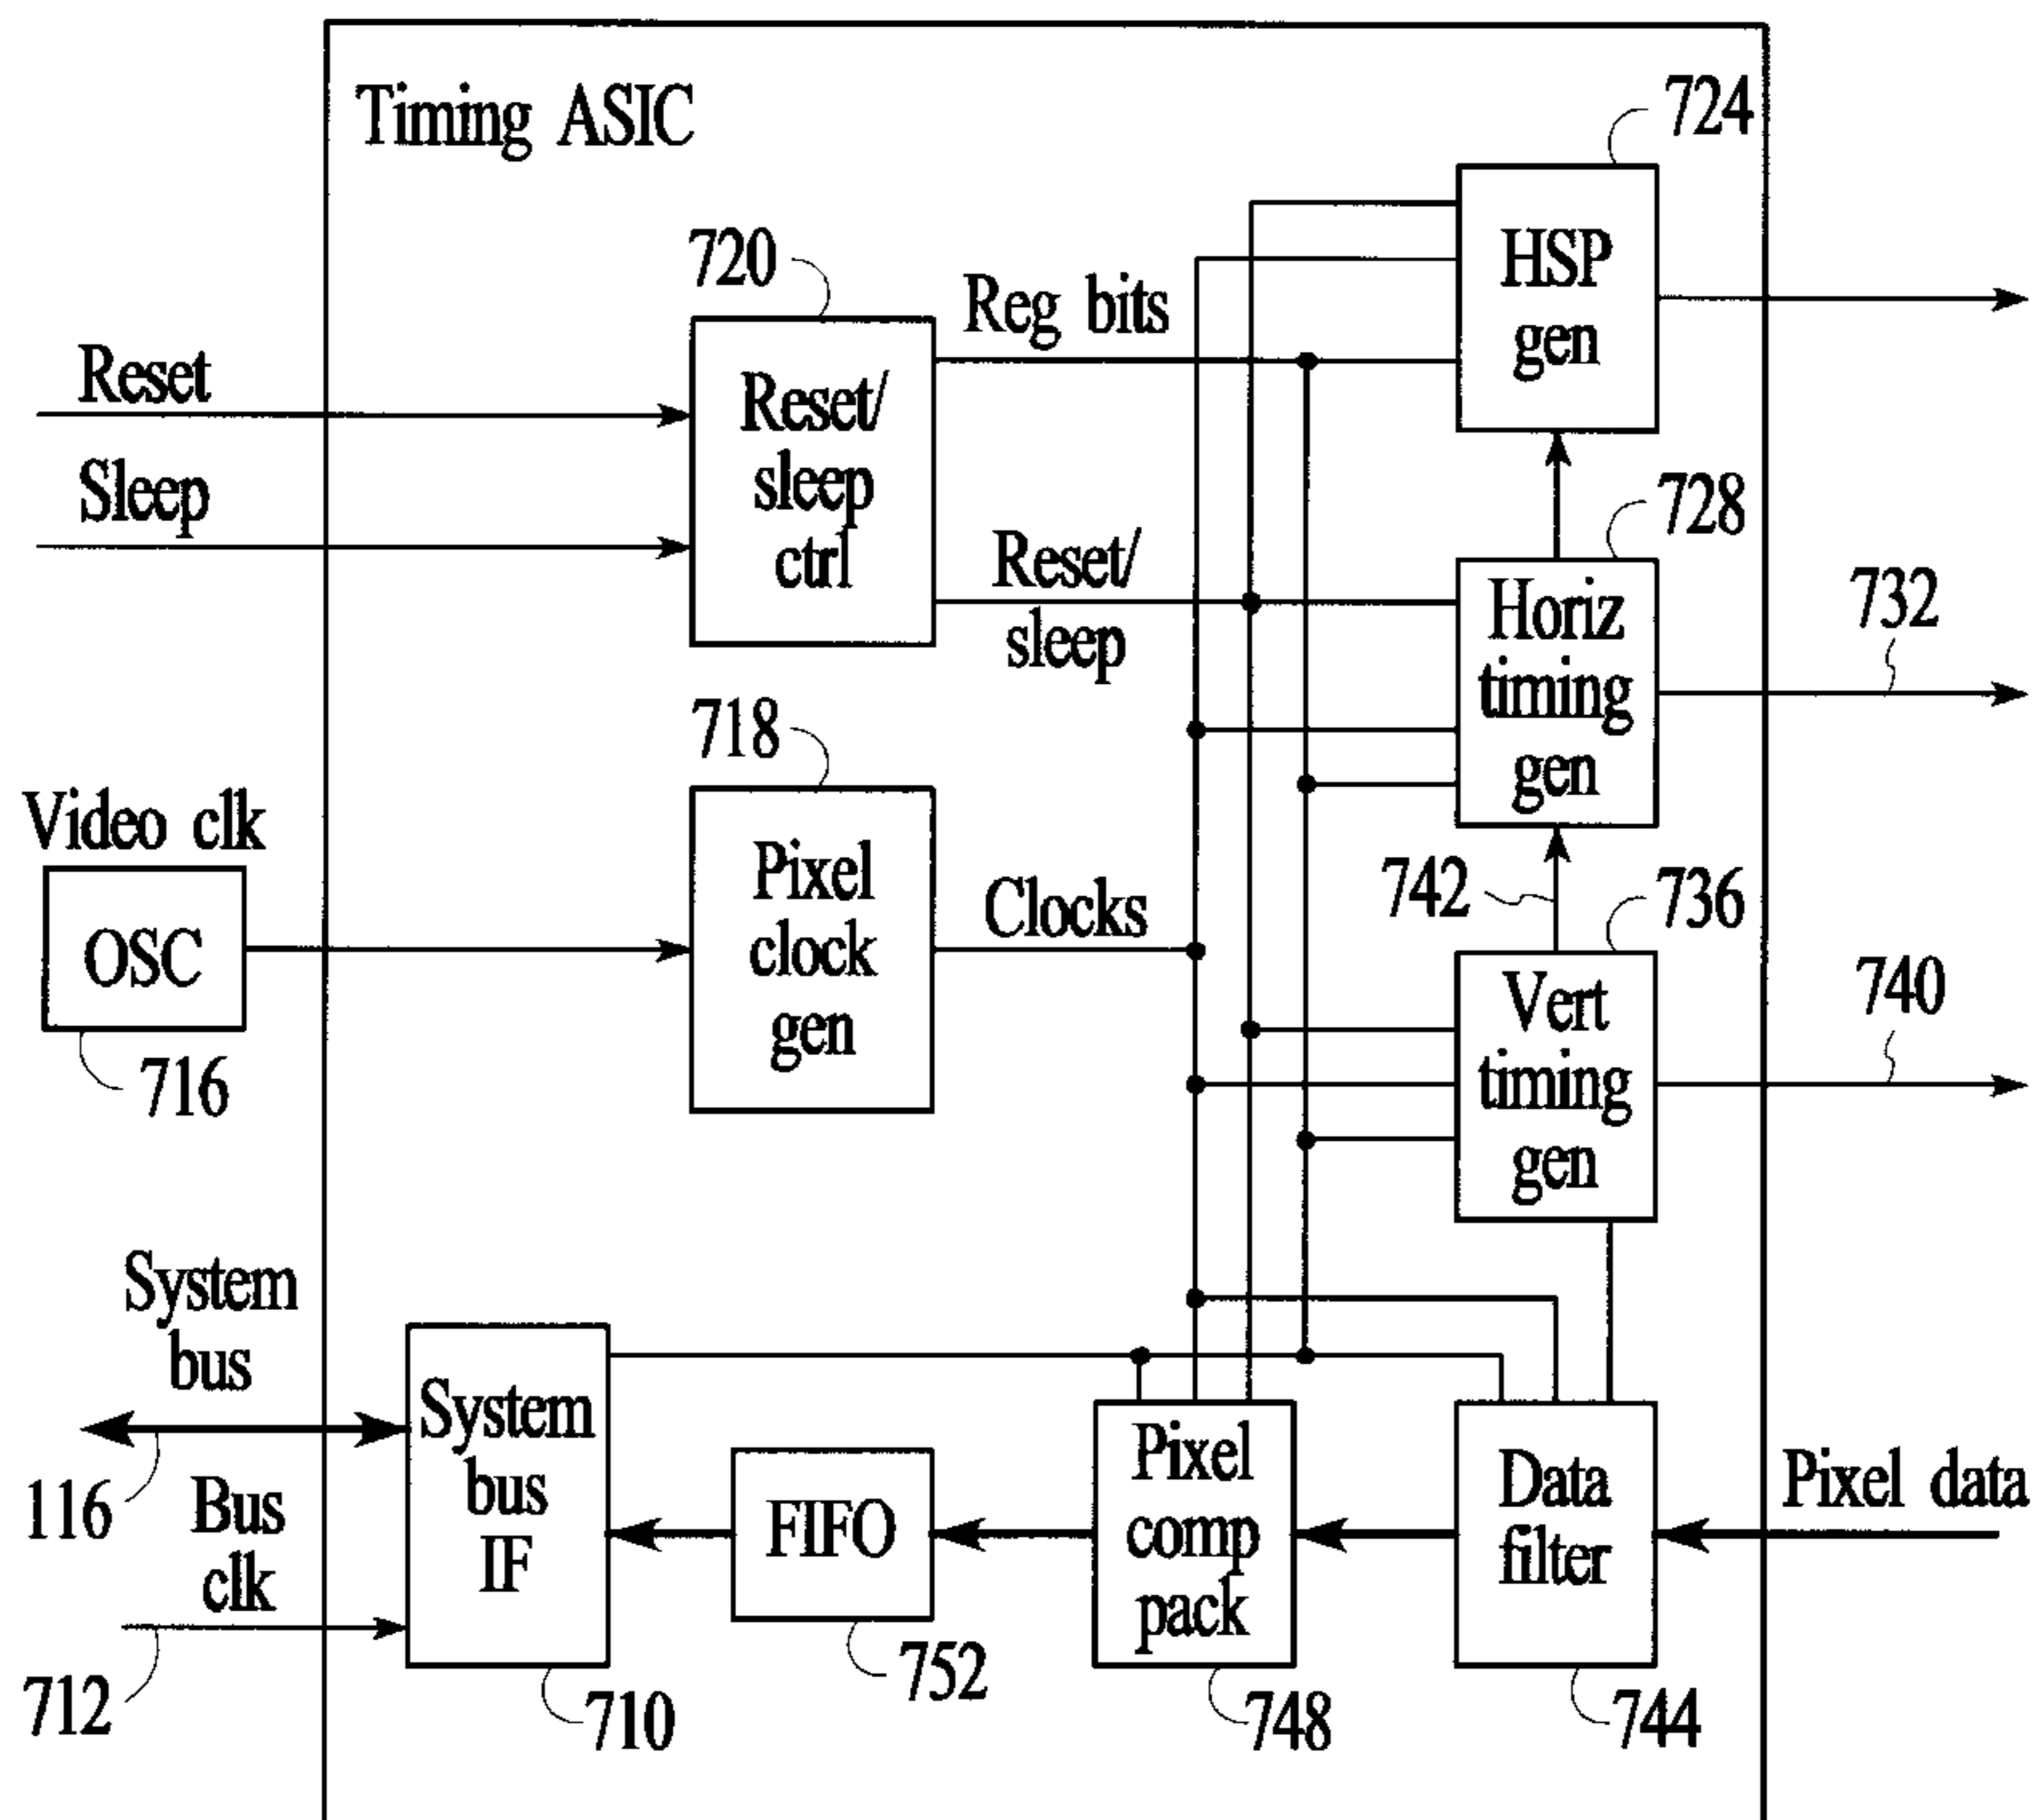 Timing ASIC
724
HSP
gen
720
Reg bits
Reset
Sleep
Reset/
sleep
ctrl
Reset/
sleep
728
Horiz
timing
gen
732
718
Video clk
OSC
716
Pixel
clock
gen
Clocks
742
736
Vert
timing
gen
740
System
bus
116
Bus
clk
712
System
bus
IF
710
FIFO
752
Pixel
comp
pack
748
Data
filter
744
Pixel data